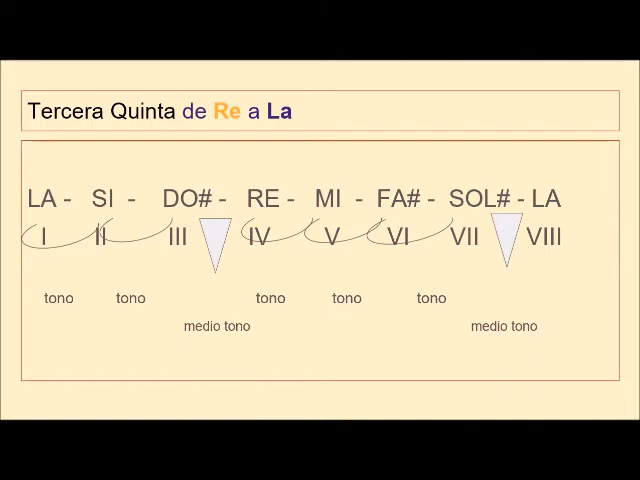 Tercera Quinta de Re a La
LA - SI - DO# - RE - MI - FA# - SOL# - LA
I II III IV V VI VII VIII
tono tono tono tono tono
medio tono medio tono